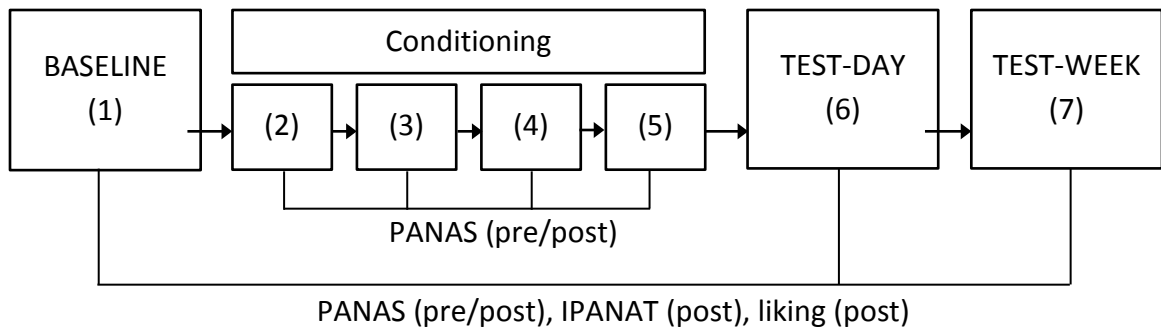 Conditioning
BASELINE
(1)
(2)
(3)
(4)
(5)
TEST-DAY
(6)
TEST-WEEK
(7)
PANAS (pre/post)
PANAS (pre/post), IPANAT (post), liking (post)